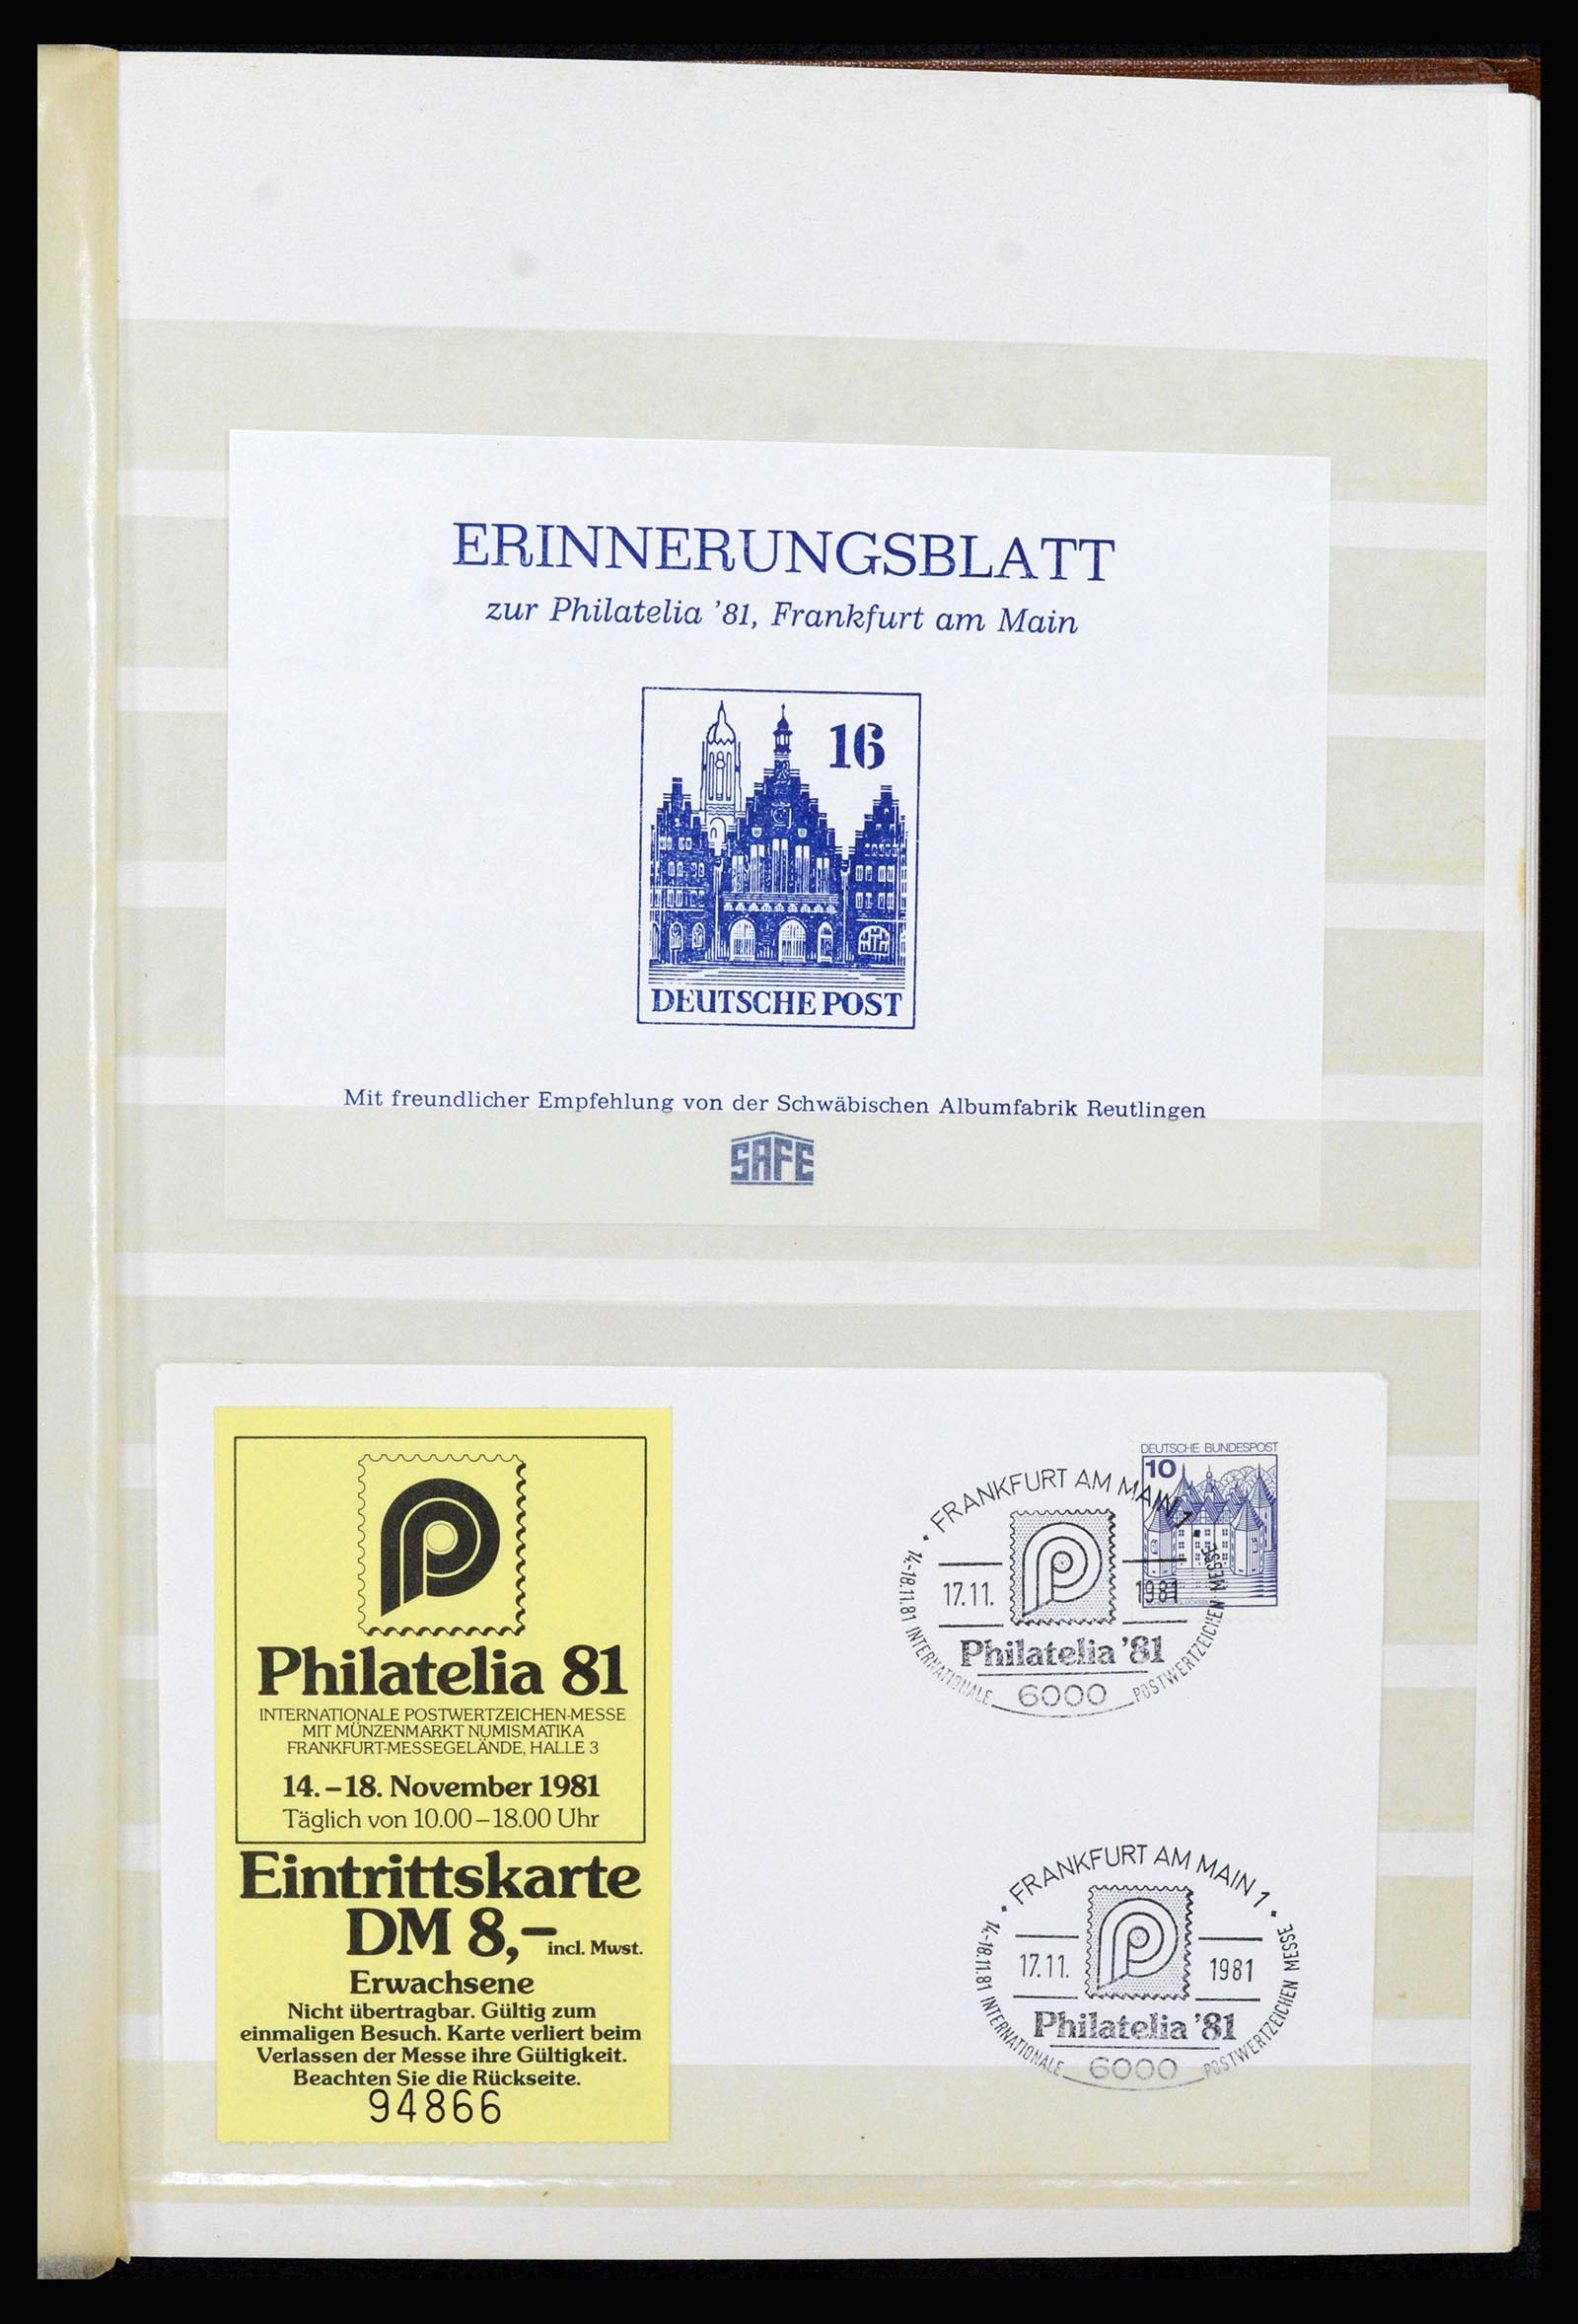 ERINNERUNGSBLATT
zur Philatelia '81, Frankfurt am Main
16
DEUTSCHE POST
Mit freundlicher Empfehlung von der Schwäbischen Albumfabrik Reutlingen
SAFE
Philatelia 81
INTERNATIONALE POSTWERTZEICHEN-MESSE
MIT MÜNZENMARKT NUMISMATIKA
FRANKFURT-MESSEGELÄNDE, HALLE 3
14.–18. November 1981
Täglich von 10.00–18.00 Uhr
Eintrittskarte
DM 8,– incl. Mwst.
Erwachsene
Nicht übertragbar. Gültig zum
einmaligen Besuch. Karte verliert beim
Verlassen der Messe ihre Gültigkeit.
Beachten Sie die Rückseite.
94866
DEUTSCHE BUNDESPOST
10
• FRANKFURT AM MAIN 1 •
17.11. 1981
Philatelia '81
6000
14.-18.11.81 INTERNATIONALE POSTWERTZEICHEN MESSE
• FRANKFURT AM MAIN 1 •
17.11. 1981
Philatelia '81
6000
14.-18.11.81 INTERNATIONALE POSTWERTZEICHEN MESSE